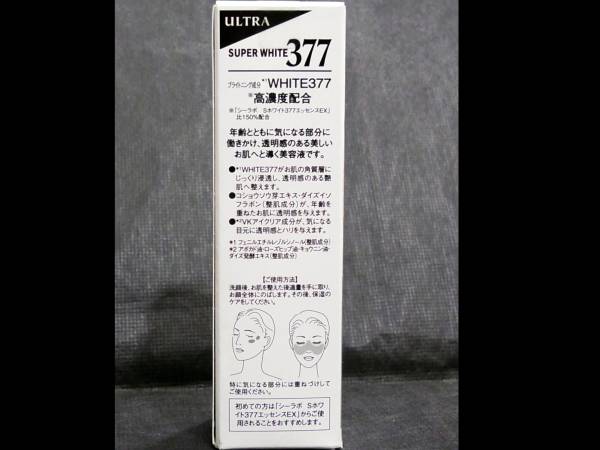 ULTRA
SUPER WHITE 377
ブライトニング成分*¹WHITE377
※高濃度配合
※「シーラボ Sホワイト377エッセンスEX」
比150%配合
年齢とともに気になる部分に
働きかけ、透明感のある美しい
お肌へと導く美容液です。
●*¹WHITE377がお肌の角質層に
じっくり浸透し、透明感のある艶
肌へ整えます。
●コショウソウ芽エキス・ダイズイソ
フラボン(整肌成分)が、年齢を
重ねたお肌に透明感を与えます。
●*²VKアイクリア成分が、気になる
目元に透明感とハリを与えます。
*1 フェニルエチルレゾルシノール(整肌成分)
*2 アボカド油・ローズヒップ油・キョウニン油・
ダイズ発酵エキス(整肌成分)
【ご使用方法】
洗顔後、お肌を整えた後適量を手に取り、
お顔全体にのばします。その後、保湿の
ケアをしてください。
特に気になる部分には重ねづけして
ご使用ください。
初めての方は「シーラボ Sホワ
イト377エッセンスEX」からご使
用されることをおすすめします。